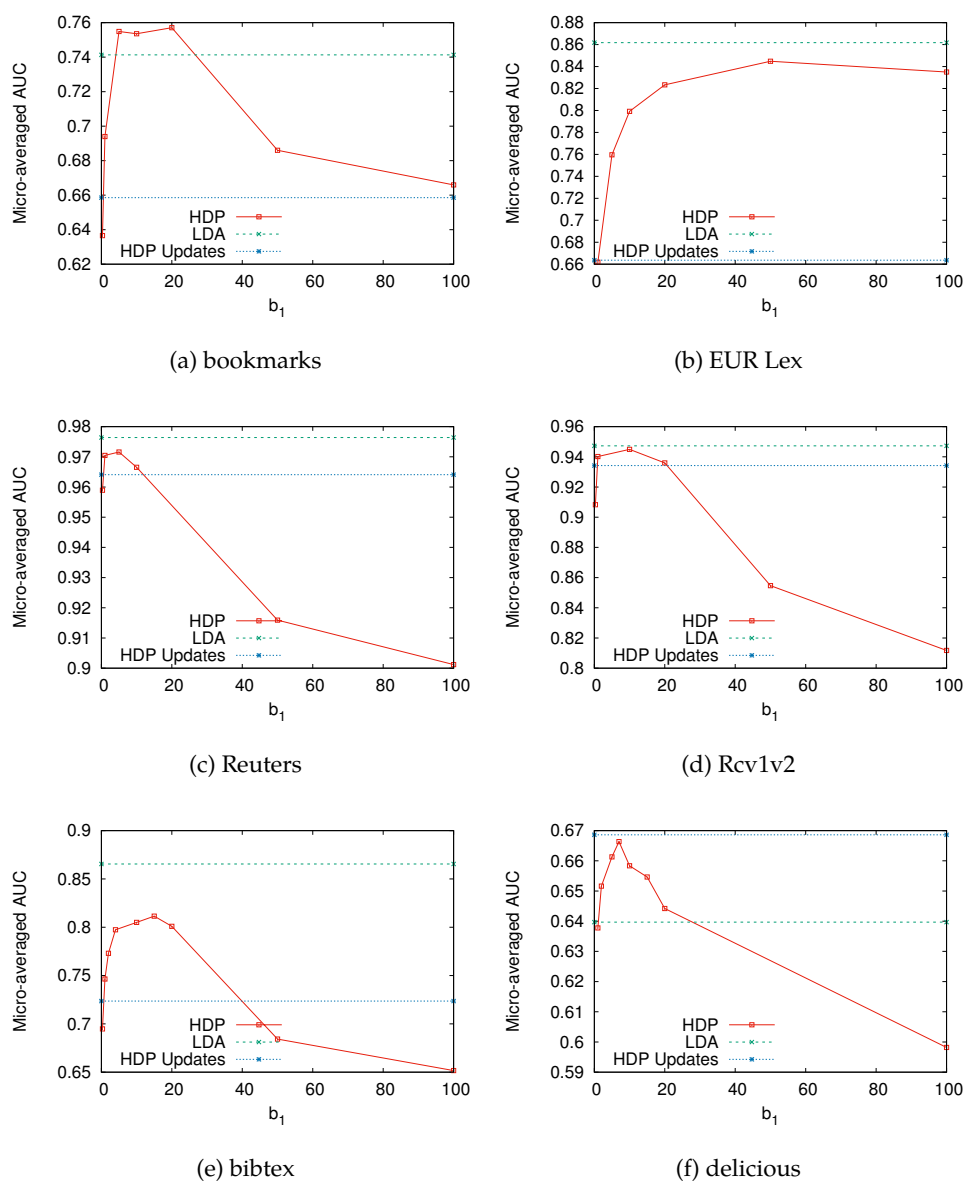 0.76
0.74
0.72
0.7
0.68
0.66
0.64
0.62
Micro-averaged AUC
HDP
LDA
HDP Updates
0 20 40 60 80 100
b1
(a) bookmarks
0.88
0.86
0.84
0.82
0.8
0.78
0.76
0.74
0.72
0.7
0.68
0.66
Micro-averaged AUC
HDP
LDA
HDP Updates
0 20 40 60 80 100
b1
(b) EUR Lex
0.98
0.97
0.96
0.95
0.94
0.93
0.92
0.91
0.9
Micro-averaged AUC
HDP
LDA
HDP Updates
0 20 40 60 80 100
b1
(c) Reuters
0.96
0.94
0.92
0.9
0.88
0.86
0.84
0.82
0.8
Micro-averaged AUC
HDP
LDA
HDP Updates
0 20 40 60 80 100
b1
(d) Rcv1v2
0.9
0.85
0.8
0.75
0.7
0.65
Micro-averaged AUC
HDP
LDA
HDP Updates
0 20 40 60 80 100
b1
(e) bibtex
0.67
0.66
0.65
0.64
0.63
0.62
0.61
0.6
0.59
Micro-averaged AUC
HDP
LDA
HDP Updates
0 20 40 60 80 100
b1
(f) delicious